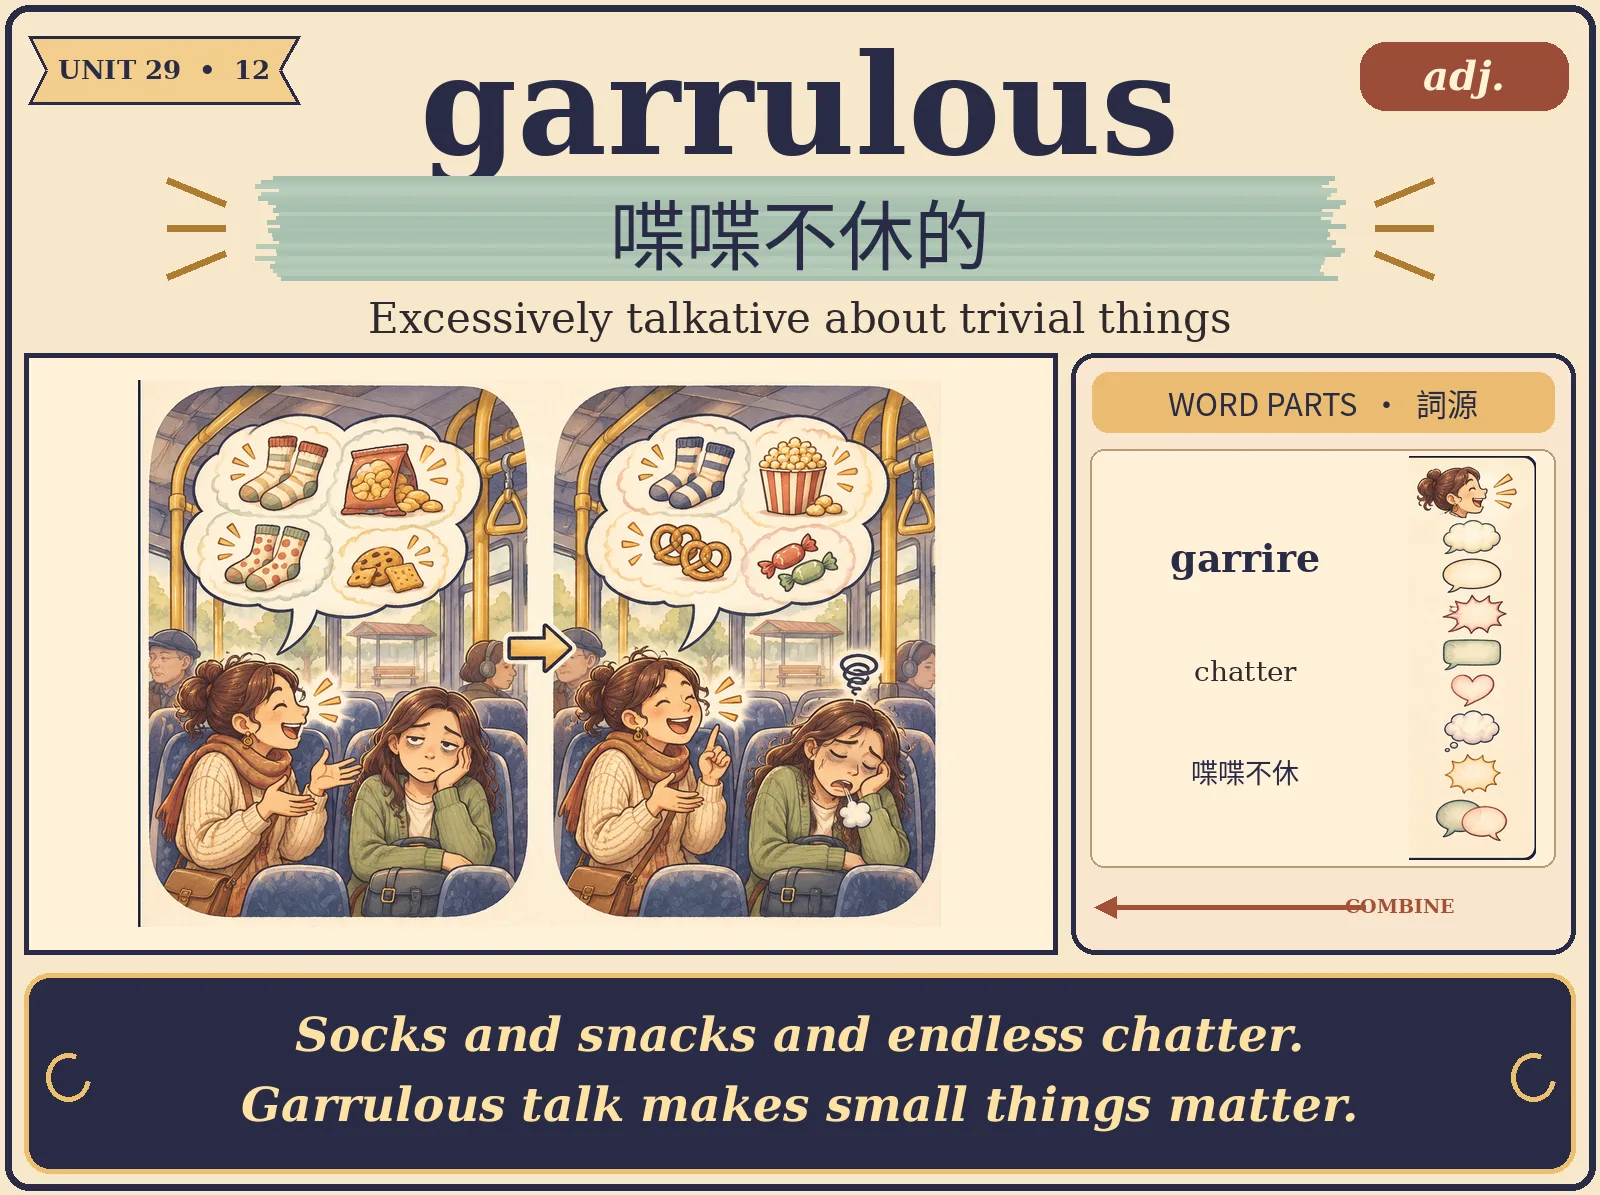 UNIT 29 • 12
garrulous
adj.
喋喋不休的
Excessively talkative about trivial things
WORD PARTS • 詞源
garrire
chatter
喋喋不休
COMBINE
Socks and snacks and endless chatter.
Garrulous talk makes small things matter.